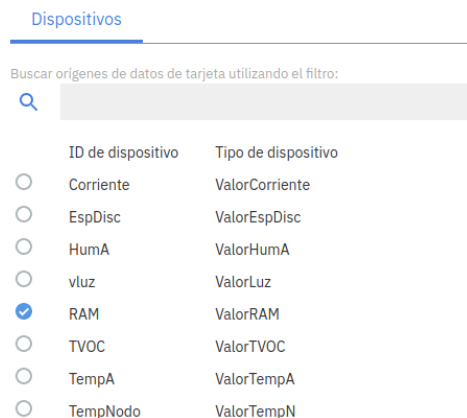 Dispositivos
Buscar orígenes de datos de tarjeta utilizando el filtro:
ID de dispositivo Tipo de dispositivo
Corriente ValorCorriente
EspDisc ValorEspDisc
HumA ValorHumA
vluz ValorLuz
RAM ValorRAM
TVOC ValorTVOC
TempA ValorTempA
TempNodo ValorTempN